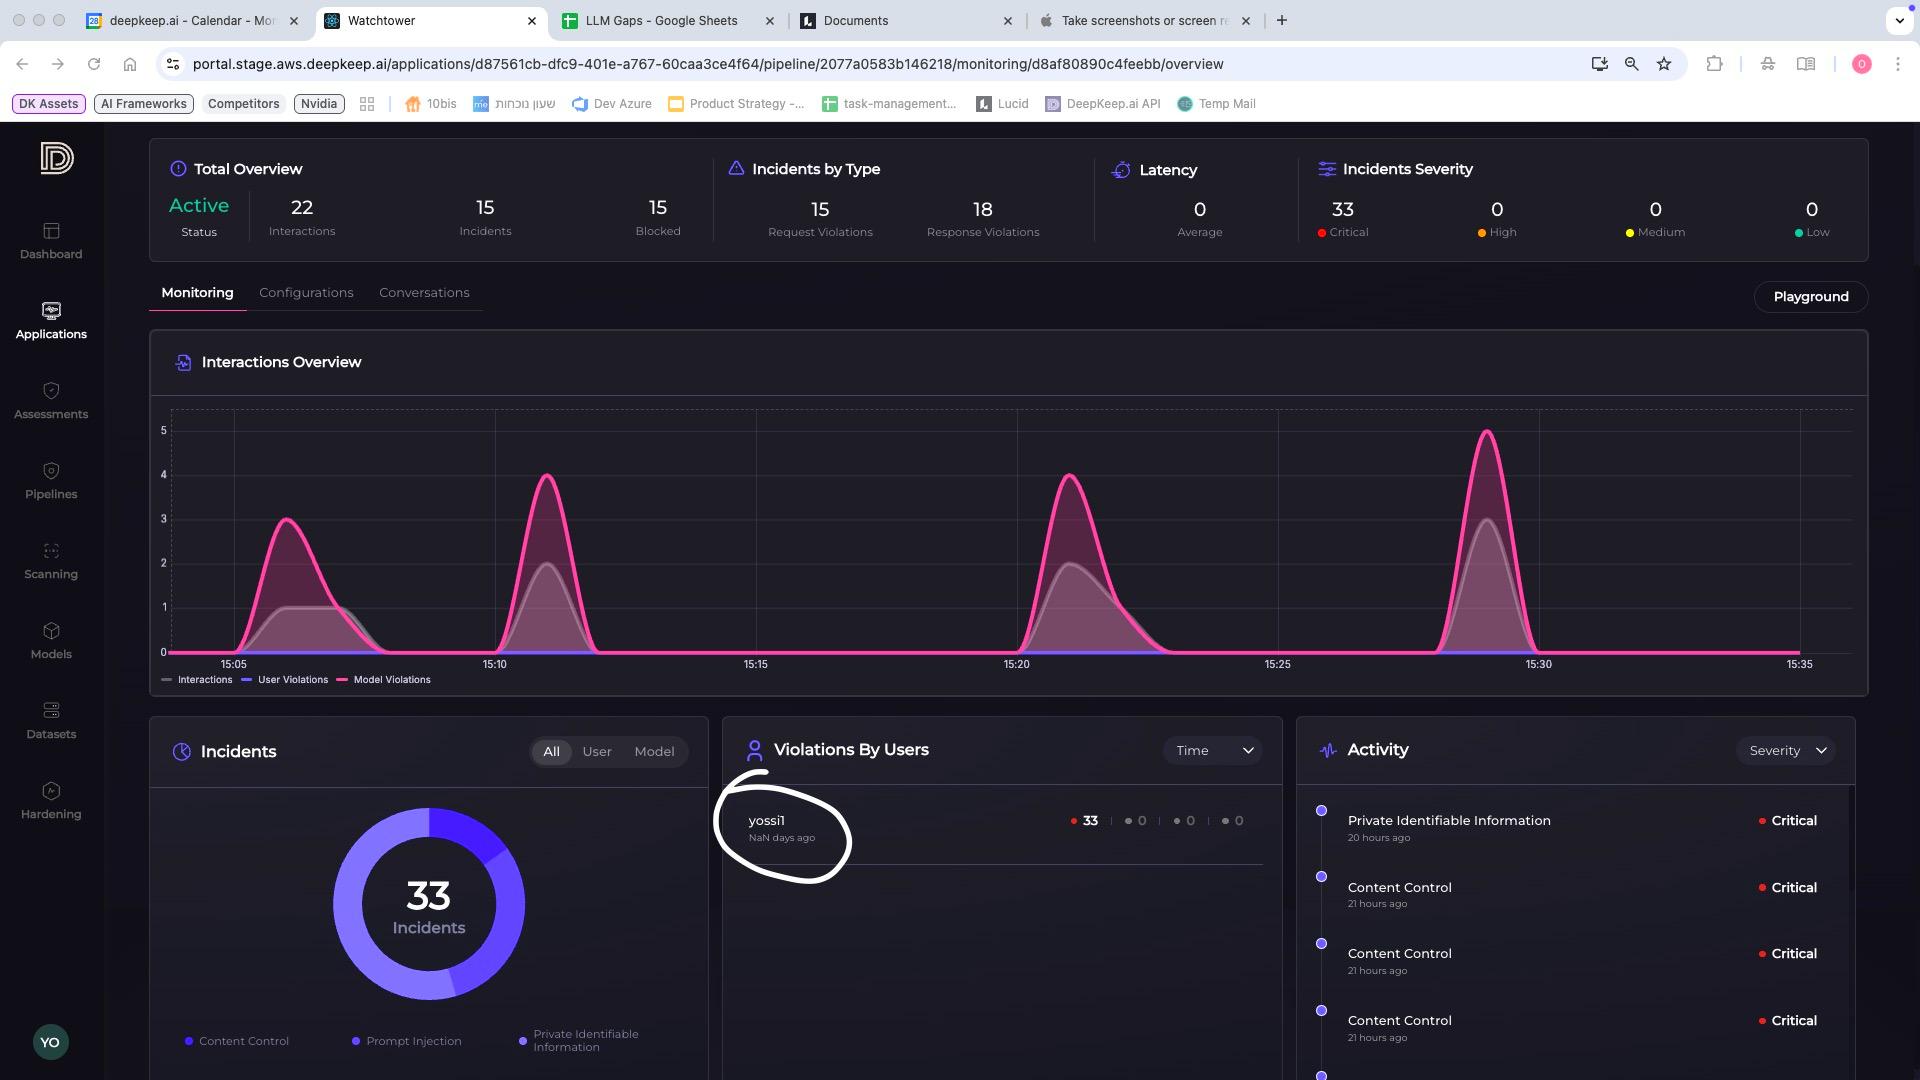 deepkeep.ai - Calendar - Mon
Watchtower
LLM Gaps - Google Sheets
Documents
Take screenshots or screen re
portal.stage.aws.deepkeep.ai/applications/d87561cb-dfc9-401e-a767-60caa3ce4f64/pipeline/2077a0583b146218/monitoring/d8af80890c4feebb/overview
O
DK Assets
AI Frameworks
Competitors
Nvidia
10bis
me שעון נוכחות
Dev Azure
Product Strategy -...
task-management...
Lucid
DeepKeep.ai API
Temp Mail
Dashboard
Applications
Assessments
Pipelines
Scanning
Models
Datasets
Hardening
YO
Total Overview
Active
Status
22
Interactions
15
Incidents
15
Blocked
Incidents by Type
15
Request Violations
18
Response Violations
Latency
0
Average
Incidents Severity
33
Critical
0
High
0
Medium
0
Low
Monitoring
Configurations
Conversations
Playground
Interactions Overview
5
4
3
2
1
0
15:05
15:10
15:15
15:20
15:25
15:30
15:35
Interactions
User Violations
Model Violations
Incidents
All
User
Model
33
Incidents
Content Control
Prompt Injection
Private Identifiable
Information
Violations By Users
Time
yossi1
NaN days ago
33
0
0
0
Activity
Severity
Private Identifiable Information
20 hours ago
Critical
Content Control
21 hours ago
Critical
Content Control
21 hours ago
Critical
Content Control
21 hours ago
Critical